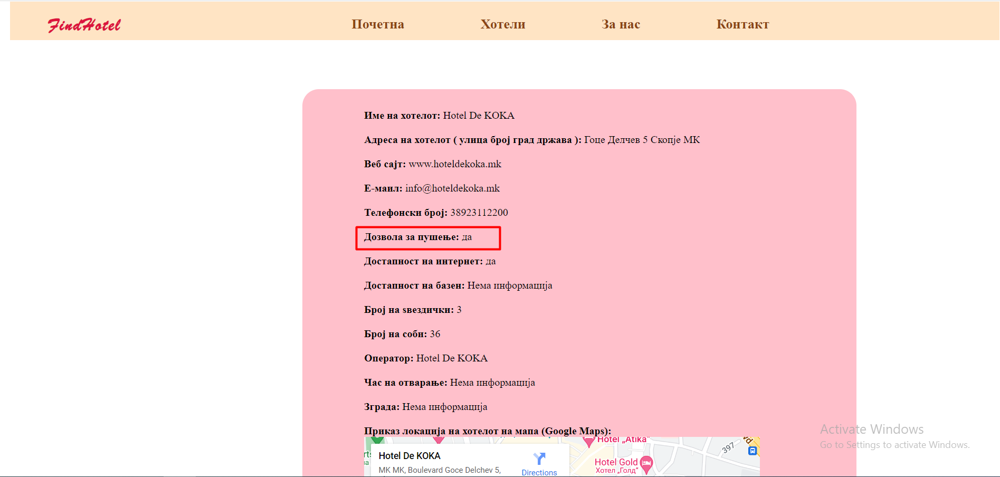 FindHotel
Почетна
Хотели
За нас
Контакт
Име на хотелот: Hotel De KOKA
Адреса на хотелот ( улица број град држава ): Гоце Делчев 5 Скопје МК
Веб сајт: www.hoteldekoka.mk
Е-маил: info@hoteldekoka.mk
Телефонски број: 38923112200
Дозвола за пушење: да
Достапност на интернет: да
Достапност на базен: Нема информација
Број на ѕвездички: 3
Број на соби: 36
Оператор: Hotel De KOKA
Час на отварање: Нема информација
Зграда: Нема информација
Приказ локација на хотелот на мапа (Google Maps):
Hotel De KOKA
MK MK, Boulevard Goce Delchev 5,
Directions
Hotel „Atika“
Hotel Gold
Хотел „Голд“
397
Activate Windows
Go to Settings to activate Windows.